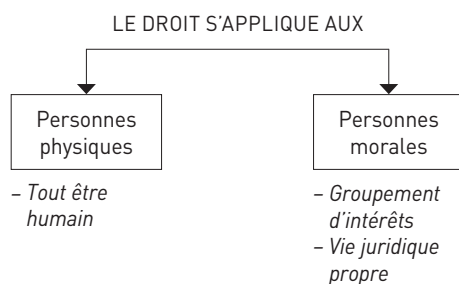 LE DROIT S'APPLIQUE AUX
Personnes
physiques
– Tout être
humain
Personnes
morales
– Groupement
d'intérêts
– Vie juridique
propre